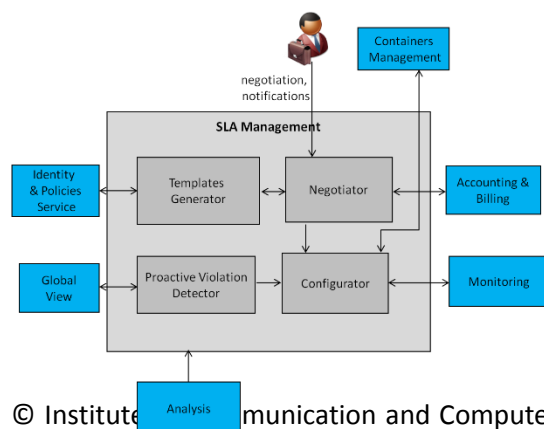 Containers
Management
negotiation,
notifications
SLA Management
Identity
& Policies
Service
Templates
Generator
Negotiator
Accounting &
Billing
Global
View
Proactive Violation
Detector
Configurator
Monitoring
© Institute
Analysis
munication and Compute